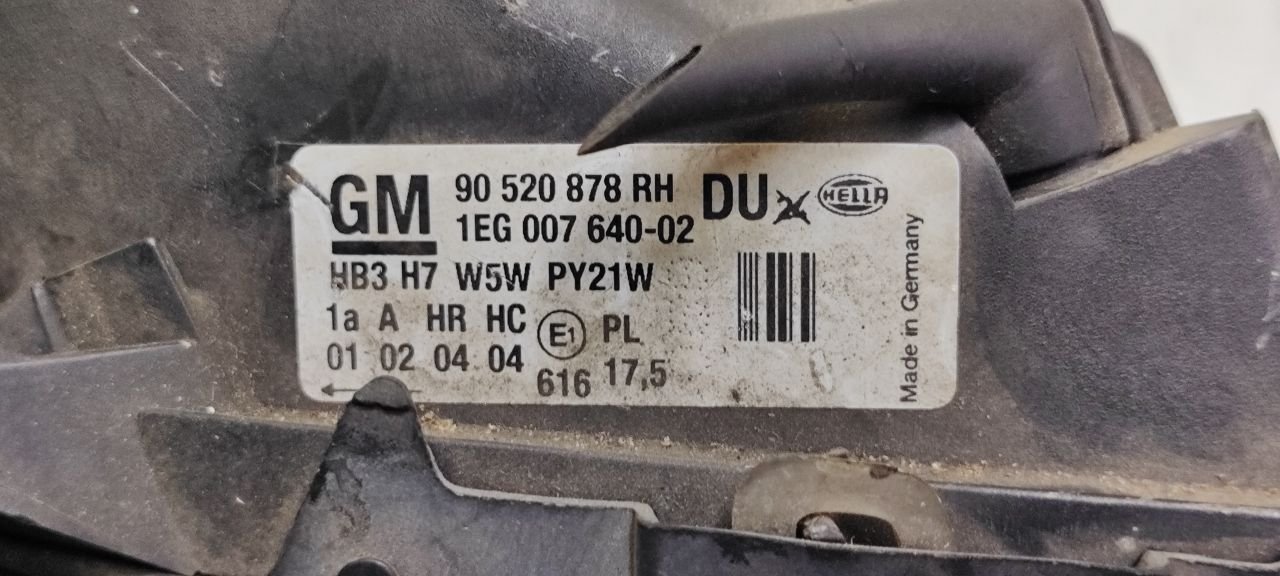 GM 90 520 878 RH DUX HELLA
1EG 007 640-02
HB3 H7 W5W PY21W
1a A HR HC E1 PL
01 02 04 04 616 17,5
Made in Germany